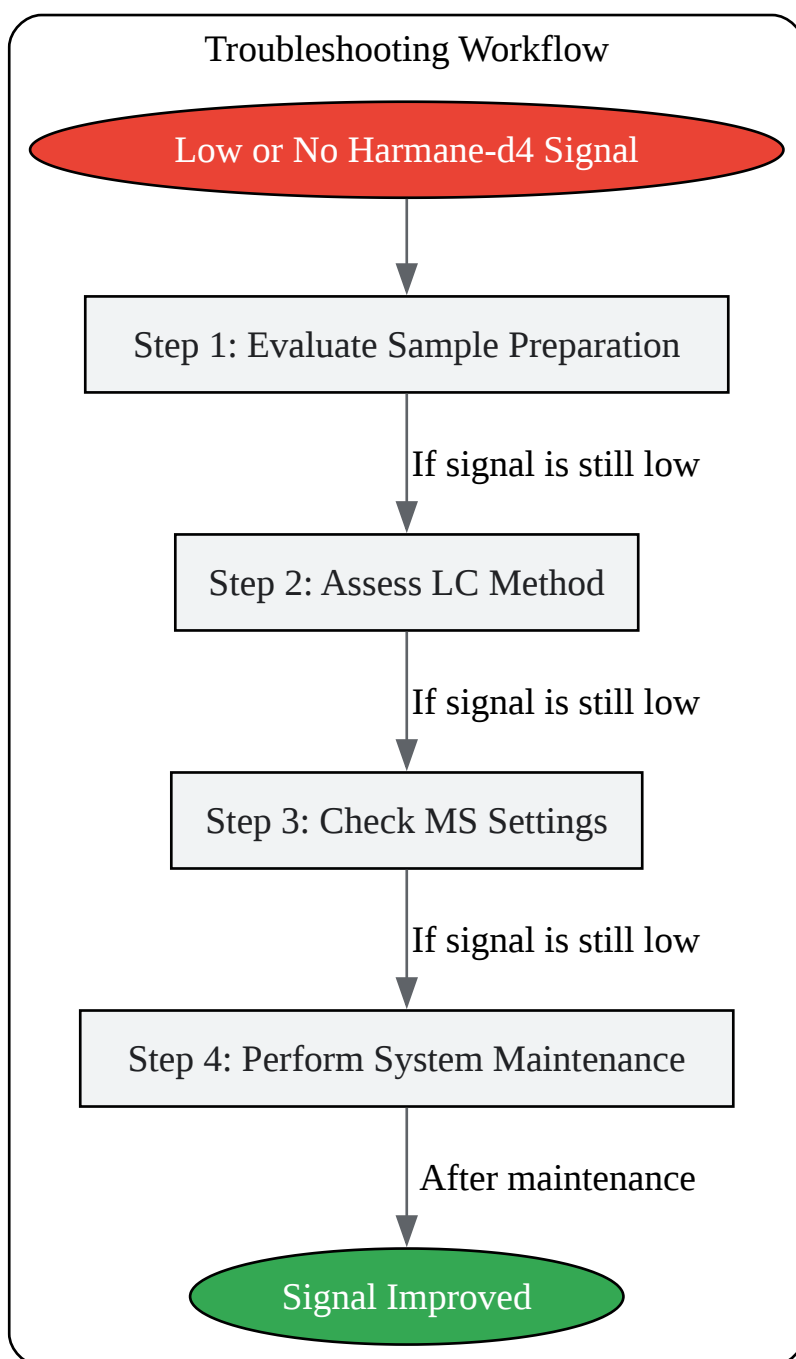 Troubleshooting Workflow
Low or No Harmane-d4 Signal
Step 1: Evaluate Sample Preparation
If signal is still low
Step 2: Assess LC Method
If signal is still low
Step 3: Check MS Settings
If signal is still low
Step 4: Perform System Maintenance
After maintenance
Signal Improved